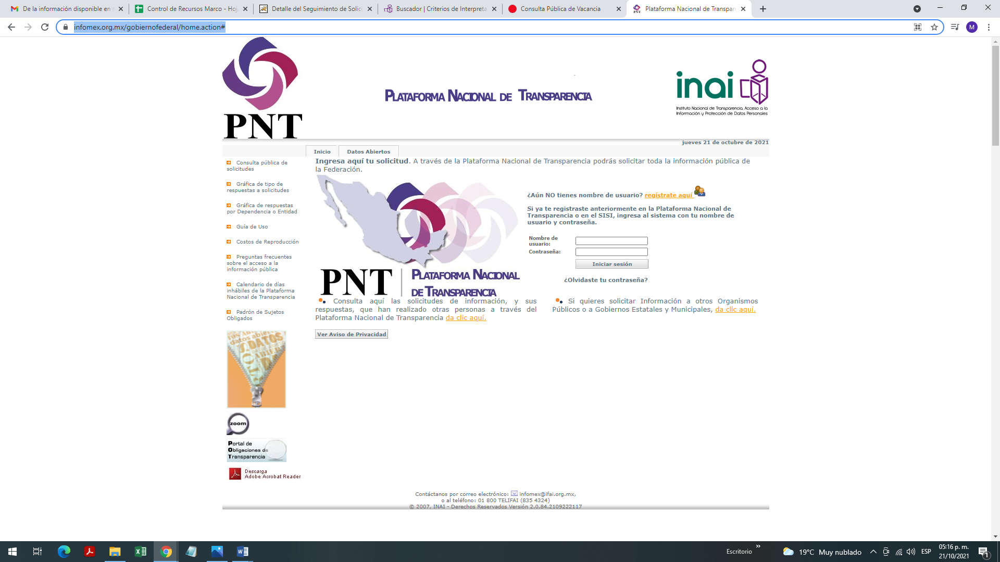 De la información disponible en
Control de Recursos Marco - Hoj
Detalle del Seguimiento de Solici
Buscador | Criterios de Interpreta
Consulta Pública de Vacancia
Plataforma Nacional de Transpare
infomex.org.mx/gobiernofederal/home.action#
M
PNT
PLATAFORMA NACIONAL DE TRANSPARENCIA
inai
Instituto Nacional de Transparencia, Acceso a la
Información y Protección de Datos Personales
jueves 21 de octubre de 2021
Inicio
Datos Abiertos
Consulta pública de
solicitudes
Gráfica de tipo de
respuestas a solicitudes
Gráfica de respuestas
por Dependencia o Entidad
Guía de Uso
Costos de Reproducción
Preguntas frecuentes
sobre el acceso a la
información pública
Calendario de días
inhábiles de la Plataforma
Nacional de Transparencia
Padrón de Sujetos
Obligados
zoom
Portal de
Obligaciones de
Transparencia
Descarga
Adobe Acrobat Reader
Ingresa aquí tu solicitud. A través de la Plataforma Nacional de Transparencia podrás solicitar toda la información pública de
la Federación.
PNT
PLATAFORMA NACIONAL
DE TRANSPARENCIA
¿Aún NO tienes nombre de usuario? regístrate aquí
Si ya te registraste anteriormente en la Plataforma Nacional de
Transparencia o en el SISI, ingresa al sistema con tu nombre de
usuario y contraseña.
Nombre de
usuario:
Contraseña:
Iniciar sesión
¿Olvidaste tu contraseña?
Consulta aquí las solicitudes de información, y sus
respuestas, que han realizado otras personas a través del
Plataforma Nacional de Transparencia da clic aquí.
Si quieres solicitar Información a otros Organismos
Públicos o a Gobiernos Estatales y Municipales, da clic aquí.
Ver Aviso de Privacidad
Contáctanos por correo electrónico: infomex@ifai.org.mx,
o al teléfono: 01 800 TELIFAI (835 4324)
© 2007, INAI - Derechos Reservados Versión 2.0.84.2109222117
Escritorio
19°C Muy nublado
ESP
05:16 p. m.
21/10/2021
1